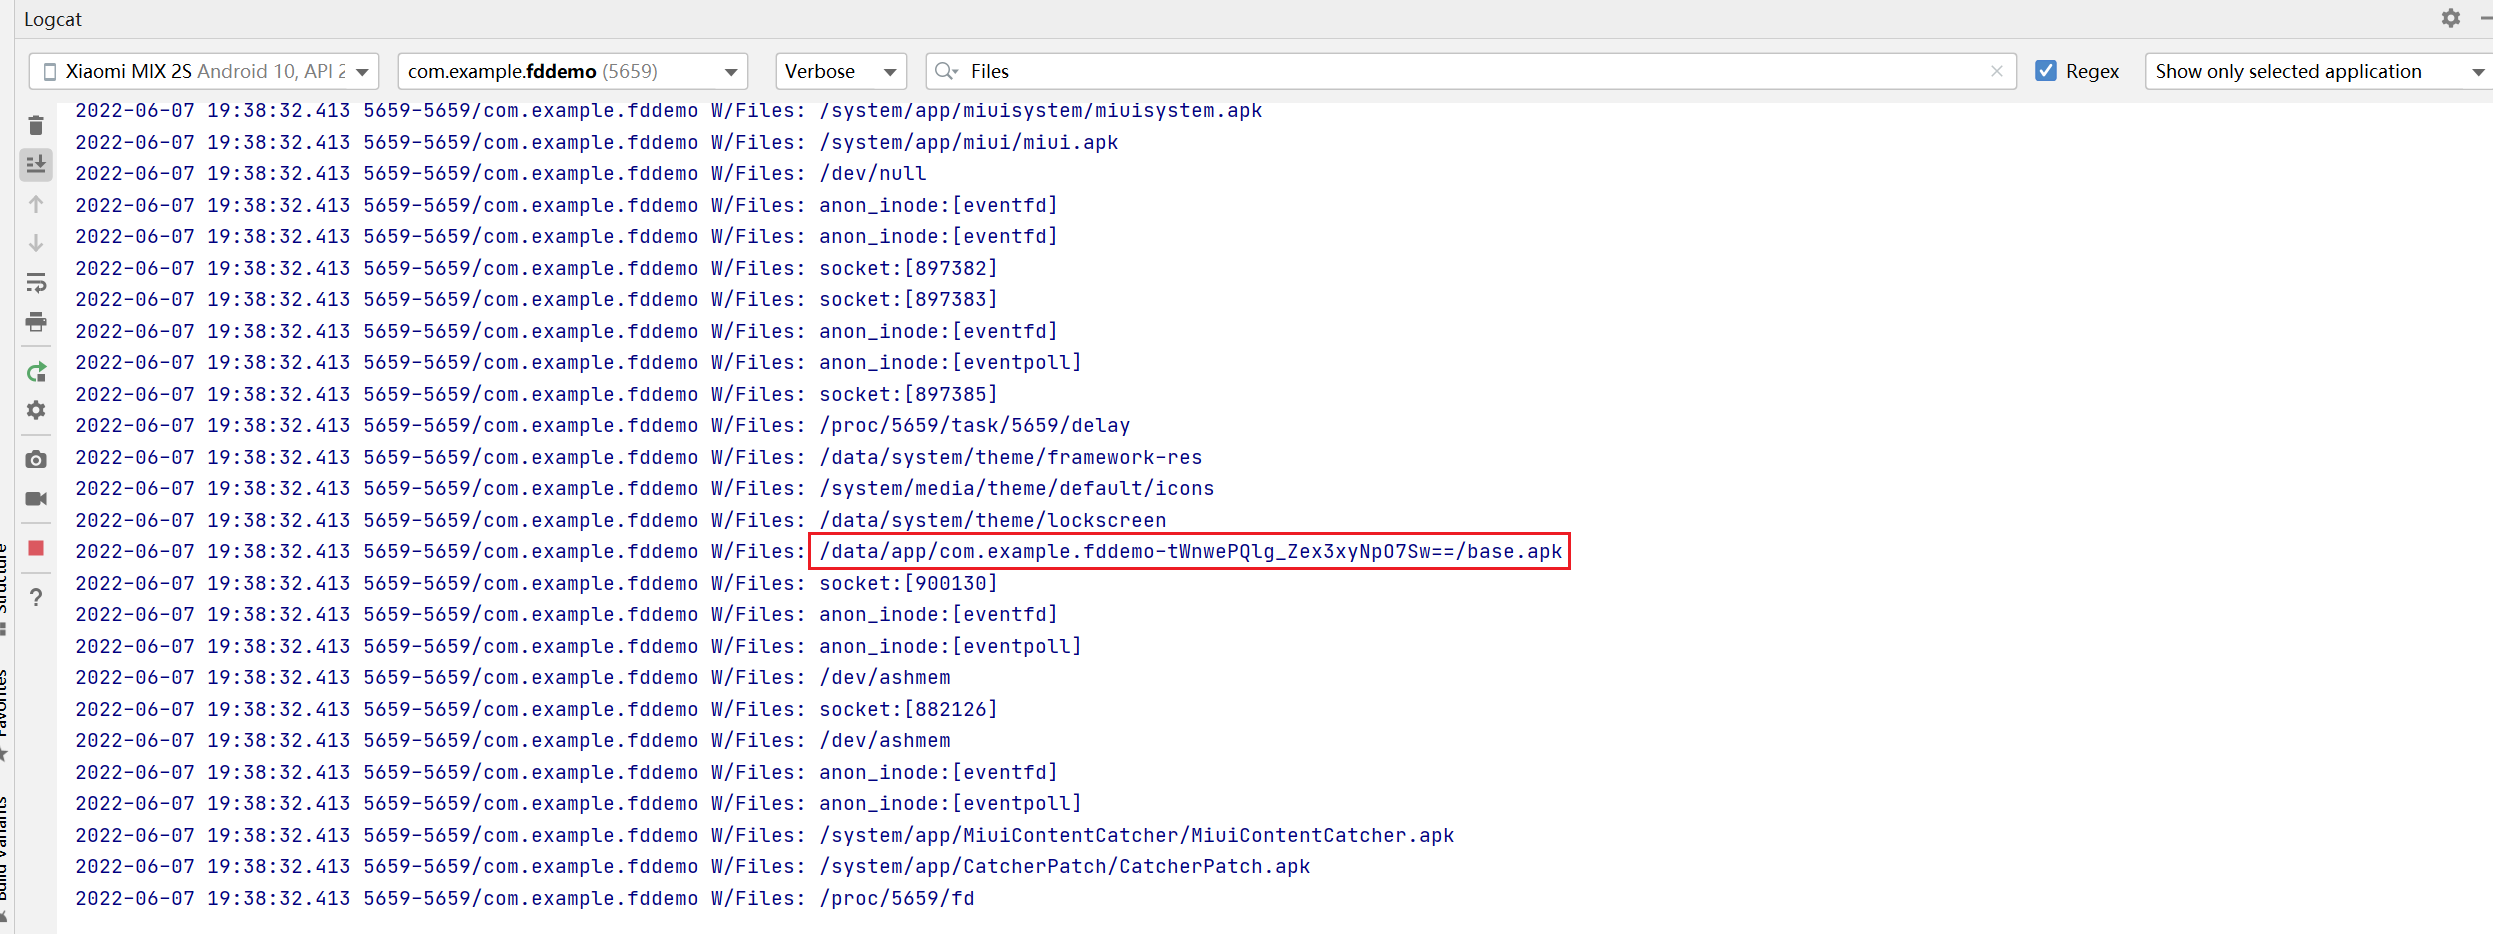 Logcat
Xiaomi MIX 2S Android 10, API 2 com.example.fddemo (5659) Verbose Files Regex Show only selected application
2022-06-07 19:38:32.413 5659-5659/com.example.fddemo W/Files: /system/app/miuisystem/miuisystem.apk
2022-06-07 19:38:32.413 5659-5659/com.example.fddemo W/Files: /system/app/miui/miui.apk
2022-06-07 19:38:32.413 5659-5659/com.example.fddemo W/Files: /dev/null
2022-06-07 19:38:32.413 5659-5659/com.example.fddemo W/Files: anon_inode:[eventfd]
2022-06-07 19:38:32.413 5659-5659/com.example.fddemo W/Files: anon_inode:[eventfd]
2022-06-07 19:38:32.413 5659-5659/com.example.fddemo W/Files: socket:[897382]
2022-06-07 19:38:32.413 5659-5659/com.example.fddemo W/Files: socket:[897383]
2022-06-07 19:38:32.413 5659-5659/com.example.fddemo W/Files: anon_inode:[eventfd]
2022-06-07 19:38:32.413 5659-5659/com.example.fddemo W/Files: anon_inode:[eventpoll]
2022-06-07 19:38:32.413 5659-5659/com.example.fddemo W/Files: socket:[897385]
2022-06-07 19:38:32.413 5659-5659/com.example.fddemo W/Files: /proc/5659/task/5659/delay
2022-06-07 19:38:32.413 5659-5659/com.example.fddemo W/Files: /data/system/theme/framework-res
2022-06-07 19:38:32.413 5659-5659/com.example.fddemo W/Files: /system/media/theme/default/icons
2022-06-07 19:38:32.413 5659-5659/com.example.fddemo W/Files: /data/system/theme/lockscreen
2022-06-07 19:38:32.413 5659-5659/com.example.fddemo W/Files: /data/app/com.example.fddemo-tWnwePQlg_Zex3xyNpO7Sw==/base.apk
2022-06-07 19:38:32.413 5659-5659/com.example.fddemo W/Files: socket:[900130]
2022-06-07 19:38:32.413 5659-5659/com.example.fddemo W/Files: anon_inode:[eventfd]
2022-06-07 19:38:32.413 5659-5659/com.example.fddemo W/Files: anon_inode:[eventpoll]
2022-06-07 19:38:32.413 5659-5659/com.example.fddemo W/Files: /dev/ashmem
2022-06-07 19:38:32.413 5659-5659/com.example.fddemo W/Files: socket:[882126]
2022-06-07 19:38:32.413 5659-5659/com.example.fddemo W/Files: /dev/ashmem
2022-06-07 19:38:32.413 5659-5659/com.example.fddemo W/Files: anon_inode:[eventfd]
2022-06-07 19:38:32.413 5659-5659/com.example.fddemo W/Files: anon_inode:[eventpoll]
2022-06-07 19:38:32.413 5659-5659/com.example.fddemo W/Files: /system/app/MiuiContentCatcher/MiuiContentCatcher.apk
2022-06-07 19:38:32.413 5659-5659/com.example.fddemo W/Files: /system/app/CatcherPatch/CatcherPatch.apk
2022-06-07 19:38:32.413 5659-5659/com.example.fddemo W/Files: /proc/5659/fd
Structure
Favorites
Build Variants